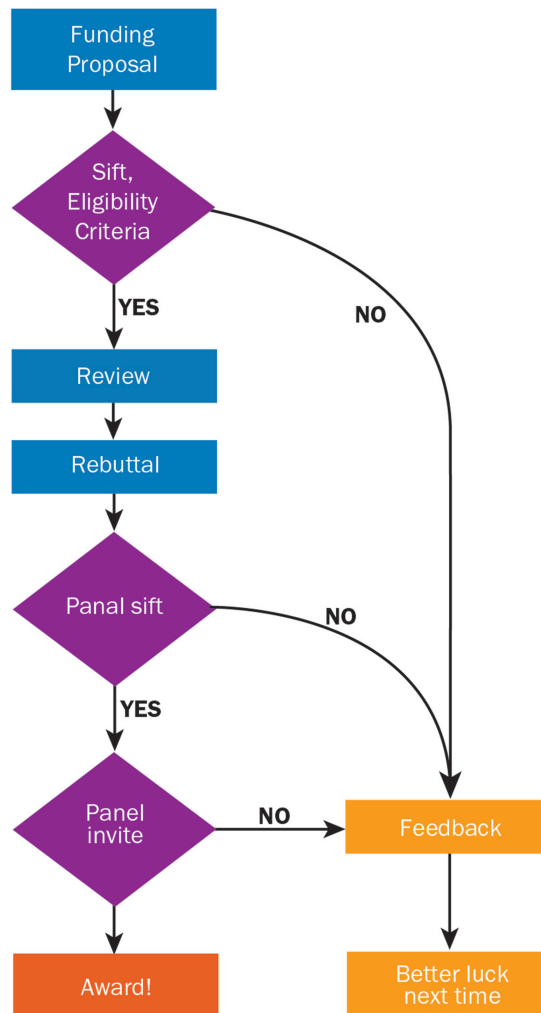 Funding
Proposal
Sift,
Eligibility
Criteria
YES
NO
Review
Rebuttal
Panal sift
NO
YES
Panel
invite
NO
Feedback
Award!
Better luck
next time